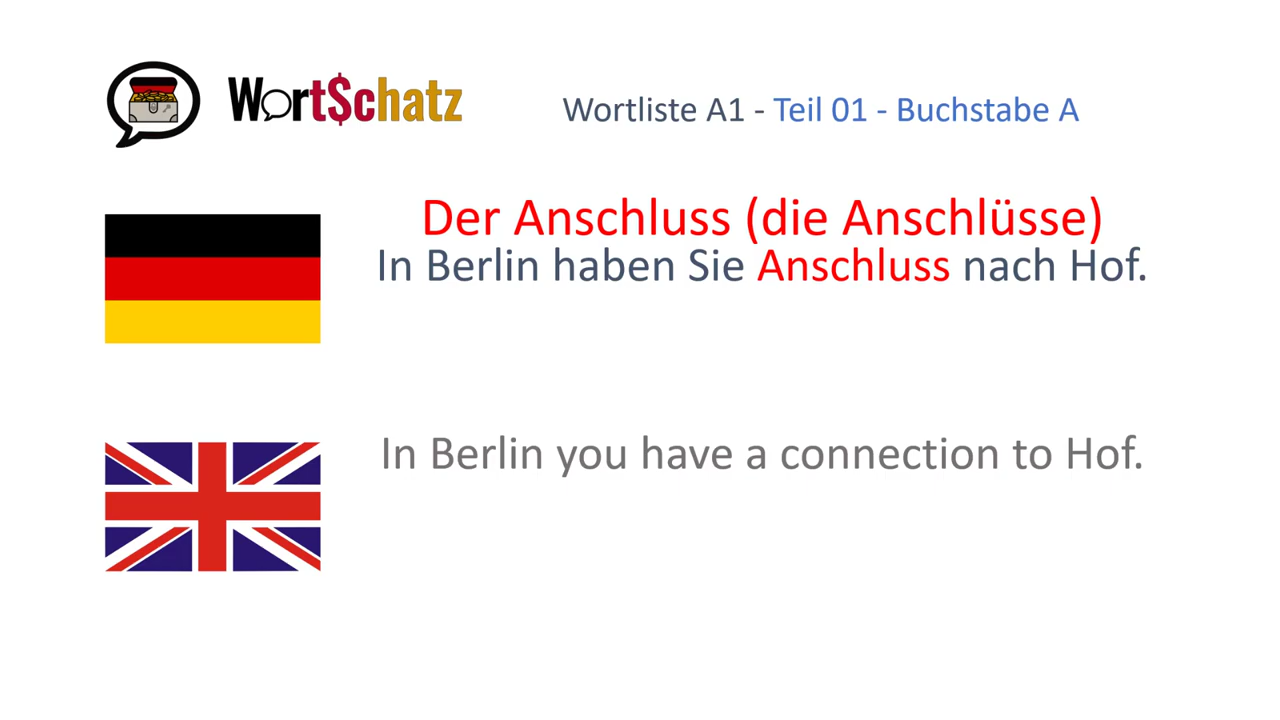 WortSchatz
Wortliste A1 - Teil 01 - Buchstabe A
Der Anschluss (die Anschlüsse)
In Berlin haben Sie Anschluss nach Hof.
In Berlin you have a connection to Hof.